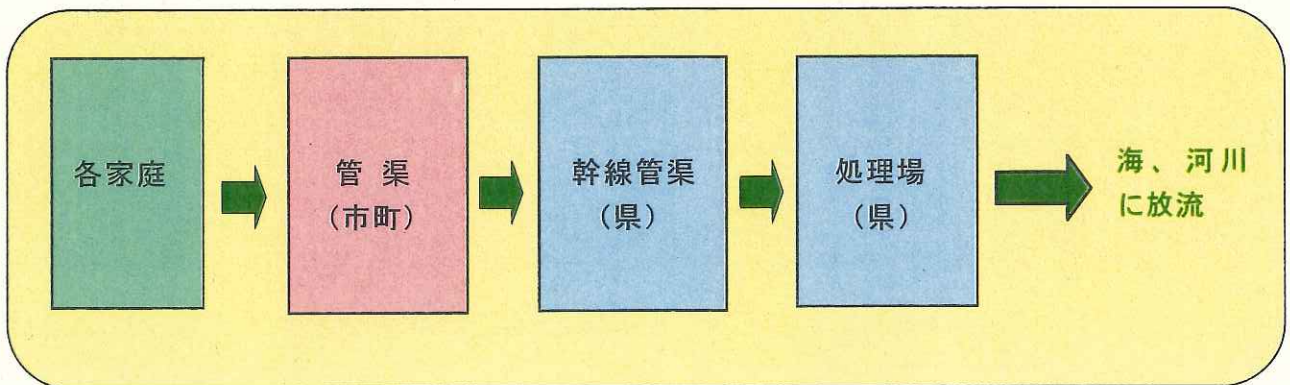 各家庭
管 渠
（市町）
幹線管渠
（県）
処理場
（県）
海、河川
に放流